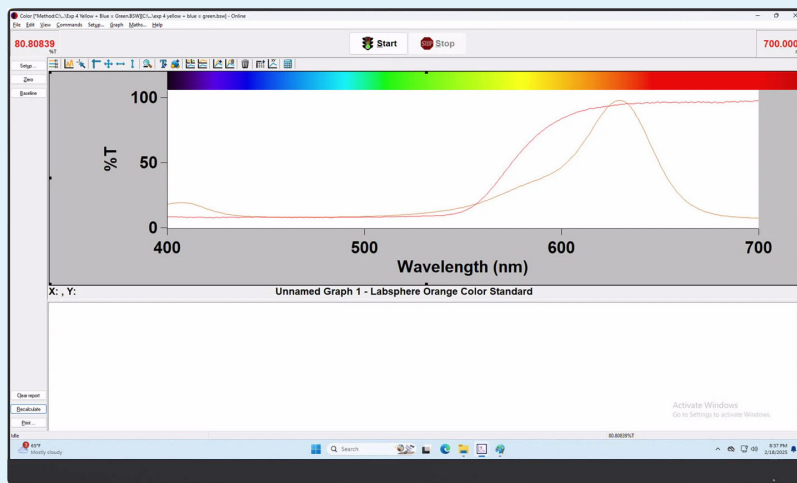 Color ["Method:C:\...\Exp 4 Yellow + Blue = Green.BSW][C:\...\exp 4 yellow + blue = green.bsw] - Online
File Edit View Commands Setup... Graph Maths... Help
80.80839
%T
Start
Stop
700.000
Setup...
Zero
Baseline
100
50
0
%T
400
500
600
700
Wavelength (nm)
X: , Y:
Unnamed Graph 1 - Labsphere Orange Color Standard
Clear report
Recalculate
Print...
Activate Windows
Go to Settings to activate Windows.
Idle
80.80839%T
65°F
Mostly cloudy
Search
8:37 PM
2/18/2025